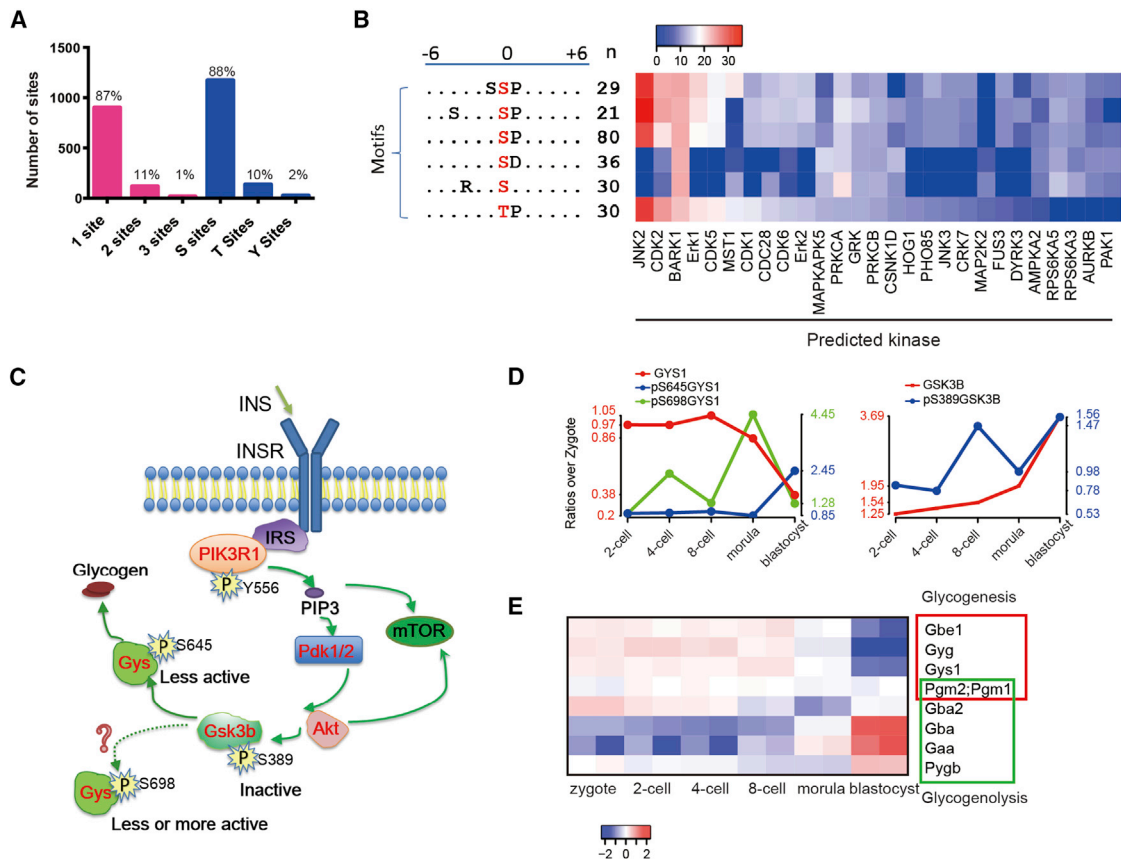 A
1500
1000
500
0
Number of sites
87%
11%
1%
88%
10%
2%
1 site
2 sites
3 sites
S sites
T Sites
Y Sites
B
-6 0 +6 n
0 10 20 30
Motifs
. . . . . S S P . . . . . 29
. . S . . . S P . . . . . 21
. . . . . . S P . . . . . 80
. . . . . . S D . . . . . 36
. . . R . . S . . . . . . 30
. . . . . . T P . . . . . 30
JNK2
CDK2
BARK1
Erk1
CDK5
MST1
CDK1
CDC28
CDK6
Erk2
MAPKAPK5
PRKCA
GRK
PRKCB
CSNK1D
HOG1
PHO85
JNK3
CRK7
MAP2K2
FUS3
DYRK3
AMPKA2
RPS6KA5
RPS6KA3
AURKB
PAK1
Predicted kinase
C
INS
INSR
IRS
PIK3R1
P Y556
PIP3
mTOR
Pdk1/2
Akt
Glycogen
P S645
Gys
Less active
Gsk3b
P S389
Inactive
?
Gys P S698
Less or more active
D
GYS1
pS645GYS1
pS698GYS1
Ratios over Zygote
1.05
0.97
0.86
0.38
0.2
4.45
2.45
1.28
0.85
2-cell
4-cell
8-cell
morula
blastocyst
GSK3B
pS389GSK3B
3.69
1.95
1.54
1.25
1.56
1.47
0.98
0.78
0.53
2-cell
4-cell
8-cell
morula
blastocyst
E
Glycogenesis
Gbe1
Gyg
Gys1
Pgm2;Pgm1
Gba2
Gba
Gaa
Pygb
Glycogenolysis
zygote 2-cell 4-cell 8-cell morula blastocyst
-2 0 2